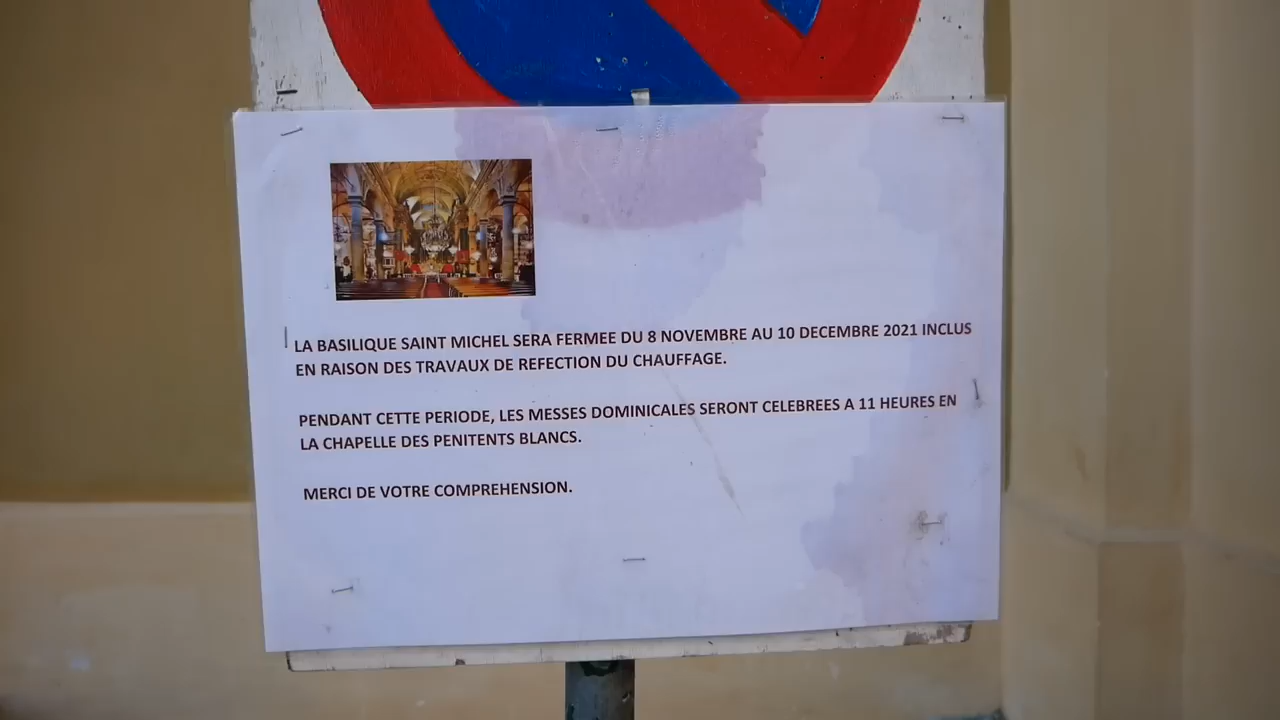 LA BASILIQUE SAINT MICHEL SERA FERMEE DU 8 NOVEMBRE AU 10 DECEMBRE 2021 INCLUS
EN RAISON DES TRAVAUX DE REFECTION DU CHAUFFAGE.
PENDANT CETTE PERIODE, LES MESSES DOMINICALES SERONT CELEBREES A 11 HEURES EN
LA CHAPELLE DES PENITENTS BLANCS.
MERCI DE VOTRE COMPREHENSION.